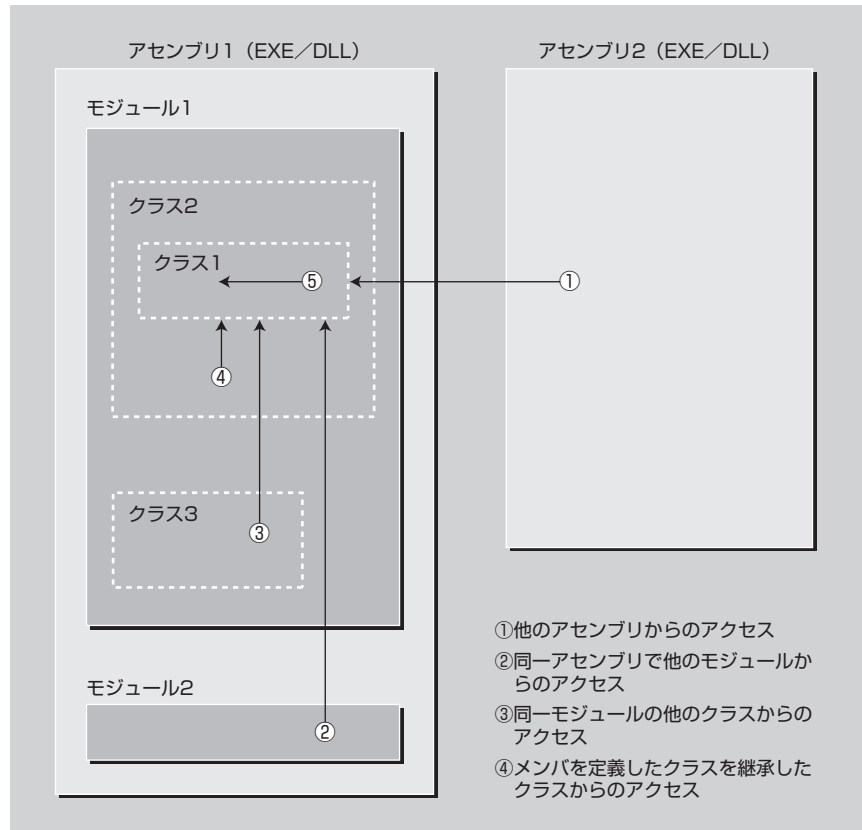 アセンブリ1（EXE／DLL）
アセンブリ2（EXE／DLL）
モジュール1
クラス2
クラス1
⑤
①
④
クラス3
③
モジュール2
②
①他のアセンブリからのアクセス
②同一アセンブリで他のモジュールか
らのアクセス
③同一モジュールの他のクラスからの
アクセス
④メンバを定義したクラスを継承した
クラスからのアクセス